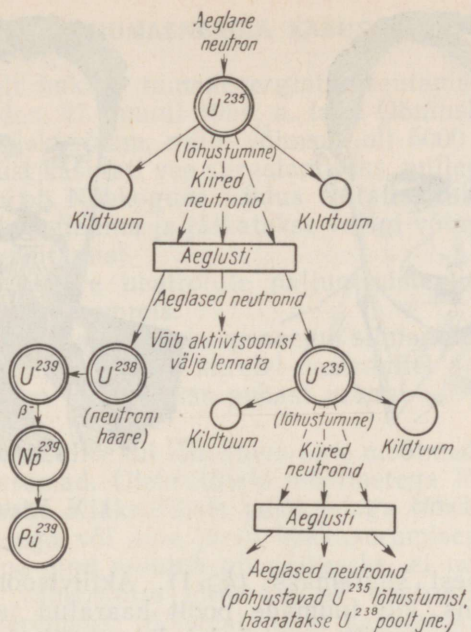 Aeglane
neutron
U²³⁵
(lõhustumine)
Kiired
neutronid
Kildtuum
Kildtuum
Aeglusti
Aeglased neutronid
Võib aktiivtsoonist
välja lennata
U²³⁹
U²³⁸
U²³⁵
β⁻
(neutroni
haare)
(lõhustumine)
Kildtuum
Kildtuum
Kiired
neutronid
Np²³⁹
Pu²³⁹
Aeglusti
Aeglased neutronid
(põhjustavad U²³⁵ lõhustumist,
haaratakse U²³⁸ poolt jne.)